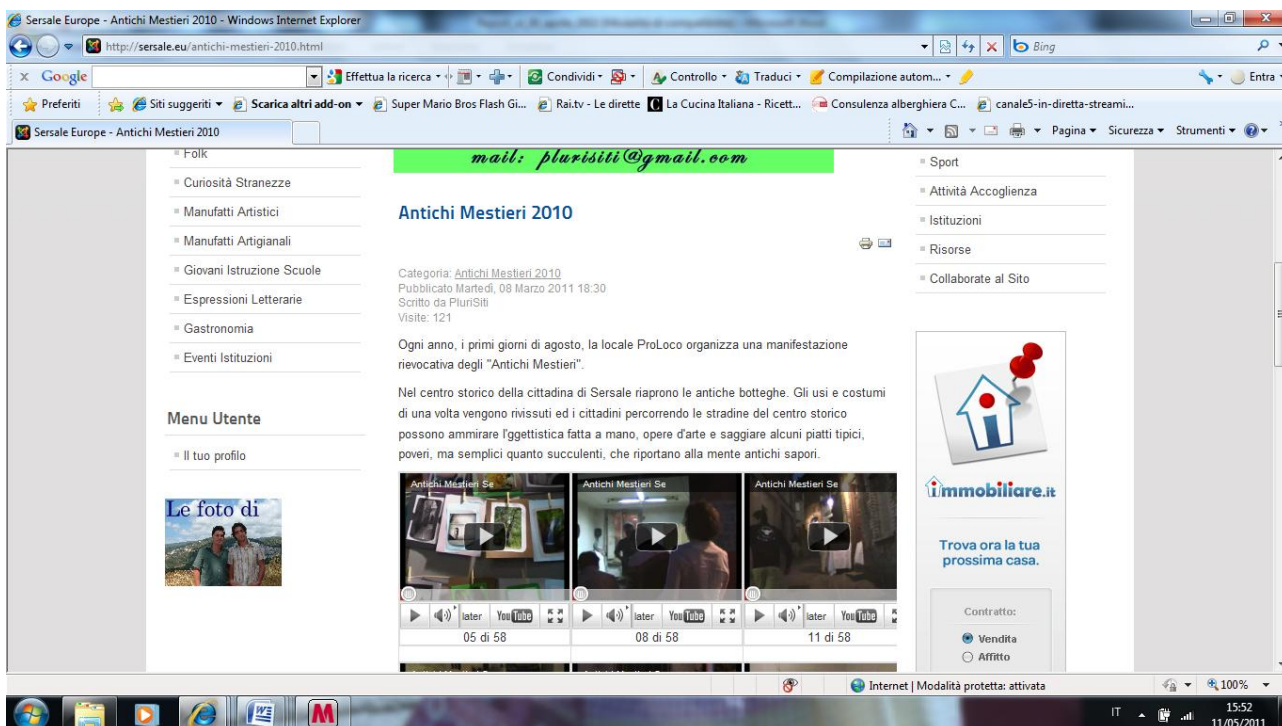 Sersale Europe - Antichi Mestieri 2010 - Windows Internet Explorer
http://sersale.eu/antichi-mestieri-2010.html
Bing
x Google
Effettua la ricerca
Condividi
Controllo
Traduci
Compilazione autom...
Entra
Preferiti
Siti suggeriti
Scarica altri add-on
Super Mario Bros Flash Gi...
Rai.tv - Le dirette
La Cucina Italiana - Ricett...
Consulenza alberghiera C...
canale5-in-diretta-streami...
Sersale Europe - Antichi Mestieri 2010
Pagina
Sicurezza
Strumenti
Folk
Curiosità Stranezze
Manufatti Artistici
Manufatti Artigianali
Giovani Istruzione Scuole
Espressioni Letterarie
Gastronomia
Eventi Istituzioni
Menu Utente
Il tuo profilo
Le foto di
mail: plurisiti@gmail.com
Antichi Mestieri 2010
Categoria: Antichi Mestieri 2010
Pubblicato Martedì, 08 Marzo 2011 18:30
Scritto da PluriSiti
Visite: 121
Ogni anno, i primi giorni di agosto, la locale ProLoco organizza una manifestazione
rievocativa degli "Antichi Mestieri".
Nel centro storico della cittadina di Sersale riaprono le antiche botteghe. Gli usi e costumi
di una volta vengono rivissuti ed i cittadini percorrendo le stradine del centro storico
possono ammirare l'ggettistica fatta a mano, opere d'arte e saggiare alcuni piatti tipici,
poveri, ma semplici quanto succulenti, che riportano alla mente antichi sapori.
Antichi Mestieri Se
Antichi Mestieri Se
Antichi Mestieri Se
later YouTube
later YouTube
later YouTube
05 di 58
08 di 58
11 di 58
Sport
Attività Accoglienza
Istituzioni
Risorse
Collaborate al Sito
immobiliare.it
Trova ora la tua
prossima casa.
Contratto:
Vendita
Affitto
Internet | Modalità protetta: attivata
100%
IT
15:52
11/05/2011